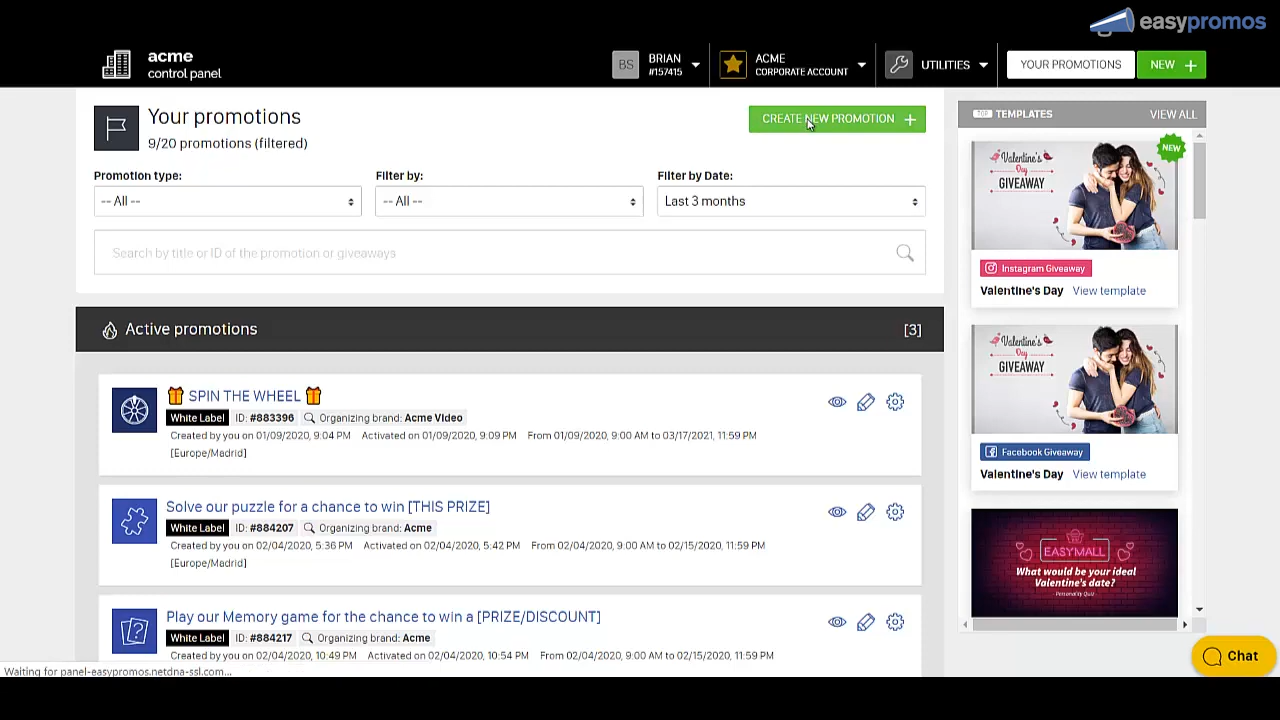 easypromos
acme
control panel
BS
BRIAN
#157415
ACME
CORPORATE ACCOUNT
UTILITIES
YOUR PROMOTIONS
NEW +
Your promotions
9/20 promotions (filtered)
CREATE NEW PROMOTION +
Promotion type:
Filter by:
Filter by Date:
-- All --
-- All --
Last 3 months
Search by title or ID of the promotion or giveaways
Active promotions
[3]
SPIN THE WHEEL
White Label ID: #883396 Organizing brand: Acme Video
Created by you on 01/09/2020, 9:04 PM Activated on 01/09/2020, 9:09 PM From 01/09/2020, 9:00 AM to 03/17/2021, 11:59 PM
[Europe/Madrid]
Solve our puzzle for a chance to win [THIS PRIZE]
White Label ID: #884207 Organizing brand: Acme
Created by you on 02/04/2020, 5:36 PM Activated on 02/04/2020, 5:42 PM From 02/04/2020, 9:00 AM to 02/15/2020, 11:59 PM
[Europe/Madrid]
Play our Memory game for the chance to win a [PRIZE/DISCOUNT]
White Label ID: #884217 Organizing brand: Acme
Created by you on 02/04/2020, 10:49 PM Activated on 02/04/2020, 10:54 PM From 02/04/2020, 9:00 AM to 02/15/2020, 11:59 PM
Waiting for panel-easypromos.netdna-ssl.com...
TOP TEMPLATES
VIEW ALL
NEW
Valentine's
Day
GIVEAWAY
Instagram Giveaway
Valentine's Day View template
Valentine's
Day
GIVEAWAY
Facebook Giveaway
Valentine's Day View template
EASYMALL
What would be your ideal
Valentine's date?
Personality Quiz
Chat